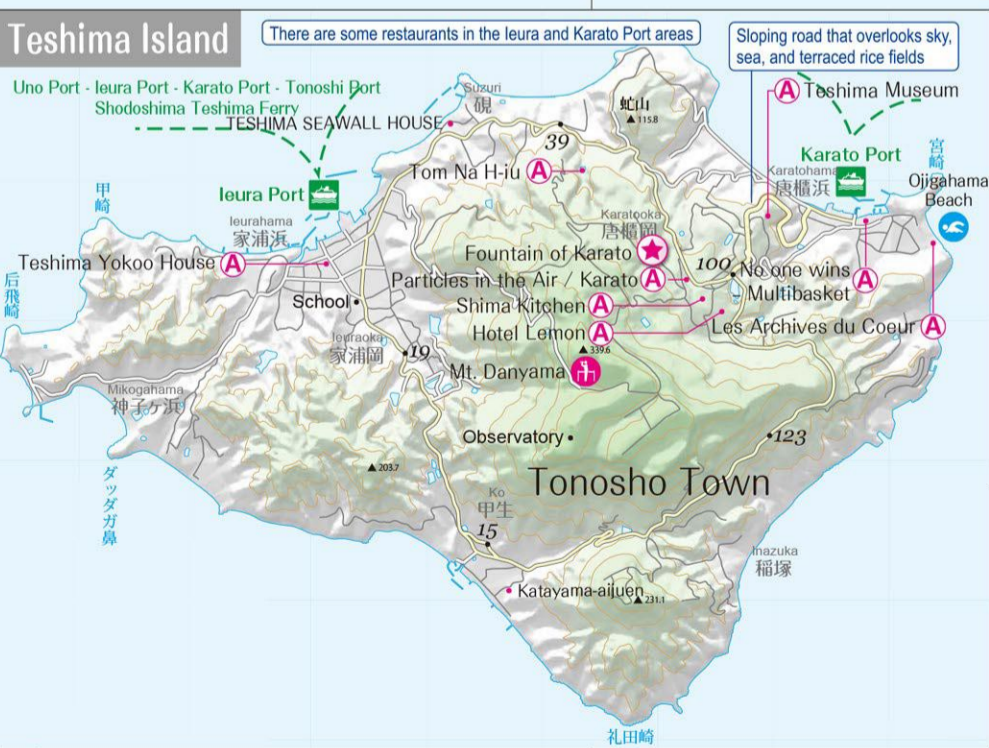 Teshima Island
There are some restaurants in the Ieura and Karato Port areas
Sloping road that overlooks sky,
sea, and terraced rice fields
Uno Port - Ieura Port - Karato Port - Tonoshi Port
Shodoshima Teshima Ferry
Suzuri
硯
TESHIMA SEAWALL HOUSE
虻山
115.8
A Teshima Museum
39
宮崎
Karato Port
Karatohama
唐櫃浜
Ojigahama
Beach
Tom Na H-iu A
甲崎
Ieura Port
Ieurahama
家浦浜
Karatooka
唐櫃岡
Fountain of Karato
Teshima Yokoo House A
100
No one wins A
Multibasket
Particles in the Air / Karato A
后飛崎
School
Shima Kitchen A
Hotel Lemon A
Les Archives du Coeur A
Ieuraoka
家浦岡
19
339.6
Mt. Danyama
Mikogahama
神子ヶ浜
Observatory
123
203.7
ダッダガ鼻
Tonosho Town
Ko
甲生
15
Inazuka
稲塚
Katayama-aijuen
231.1
礼田崎